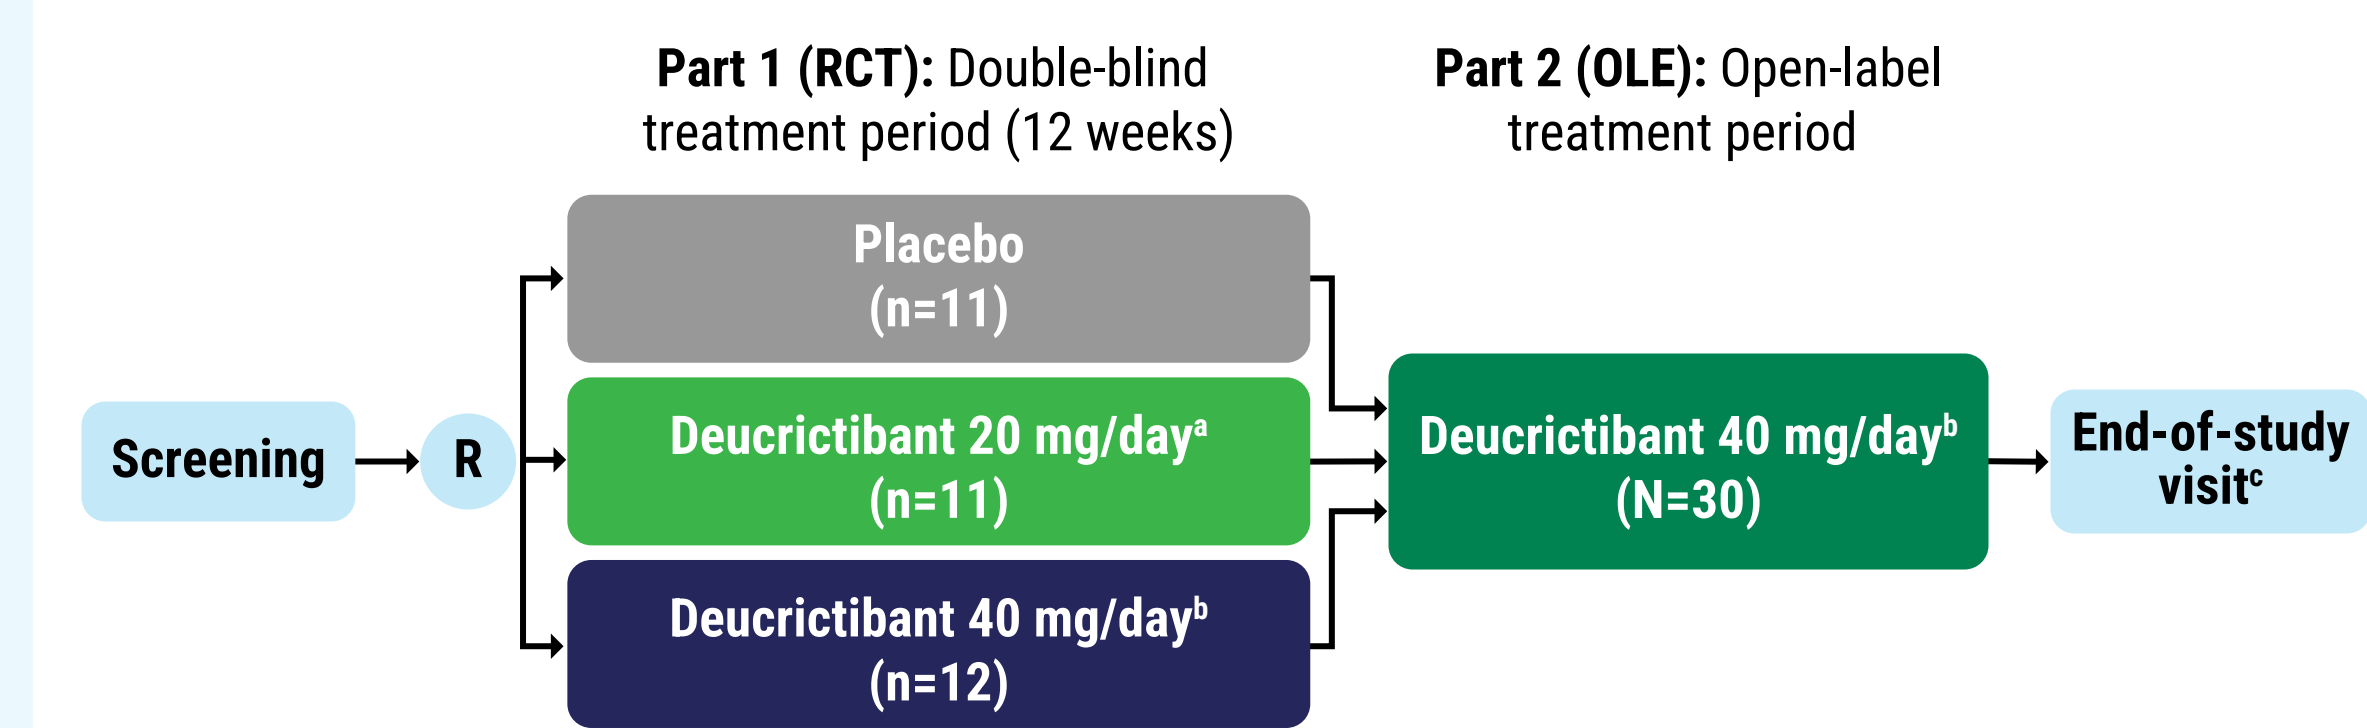 Part 1 (RCT): Double-blind
treatment period (12 weeks)
Part 2 (OLE): Open-label
treatment period
Screening
R
Placebo
(n=11)
Deucrictibant 20 mg/dayᵃ
(n=11)
Deucrictibant 40 mg/dayᵇ
(n=12)
Deucrictibant 40 mg/dayᵇ
(N=30)
End-of-study
visitᶜ